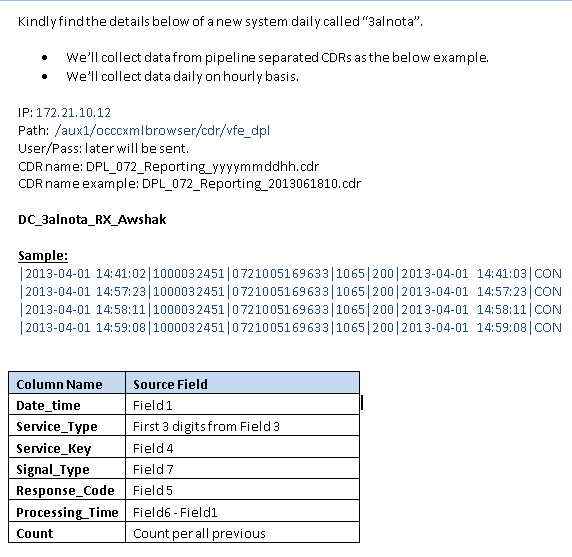 Kindly find the details below of a new system daily called “3alnota”.
• We’ll collect data from pipeline separated CDRs as the below example.
• We’ll collect data daily on hourly basis.
IP: 172.21.10.12
Path: /aux1/occcxmlbrowser/cdr/vfe_dpl
User/Pass: later will be sent.
CDR name: DPL_072_Reporting_yyyymmddhh.cdr
CDR name example: DPL_072_Reporting_2013061810.cdr
DC_3alnota_RX_Awshak
Sample:
|2013-04-01 14:41:02|1000032451|0721005169633|1065|200|2013-04-01 14:41:03|CON
|2013-04-01 14:57:23|1000032451|0721005169633|1065|200|2013-04-01 14:57:23|CON
|2013-04-01 14:58:11|1000032451|0721005169633|1065|200|2013-04-01 14:58:11|CON
|2013-04-01 14:59:08|1000032451|0721005169633|1065|200|2013-04-01 14:59:08|CON
Column Name Source Field
Date_time Field 1
Service_Type First 3 digits from Field 3
Service_Key Field 4
Signal_Type Field 7
Response_Code Field 5
Processing_Time Field6 - Field1
Count Count per all previous